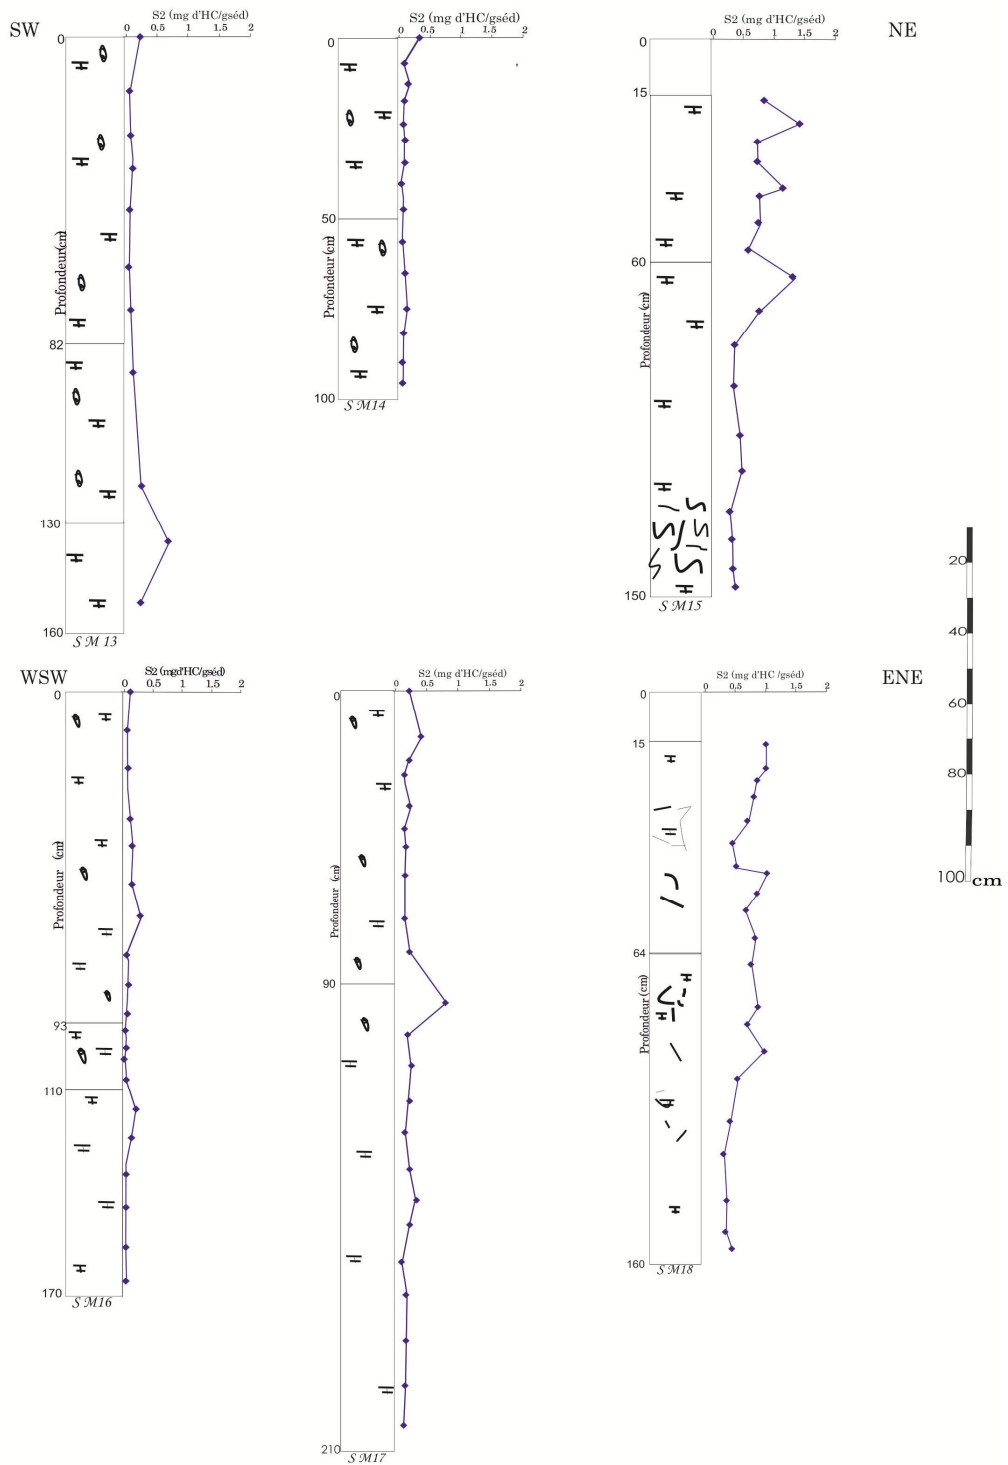 SW
S2 (mg d'HC/gséd)
0 0.5 1 1.5 2
0
Profondeur(cm)
82
130
160
S M 13
S2 (mg d'HC/gséd)
0 0.5 1 1.5 2
0
50
Profondeur (cm)
100
S M14
NE
S2 (mg d'HC/gséd)
0 0.5 1 1.5 2
0
15
60
Profondeur (cm)
150
S M15
20
40
60
80
100 cm
WSW
S2 (mgd'HC/gséd)
0 0.5 1 1.5 2
0
Profondeur (cm)
93
110
170
S M16
S2 (mg d'HC/gséd)
0 0.5 1 1.5 2
0
Profondeur (cm)
90
210
S M17
ENE
S2 (mg d'HC /gséd)
0 0.5 1 1.5 2
0
15
64
Profondeur (cm)
160
S M18